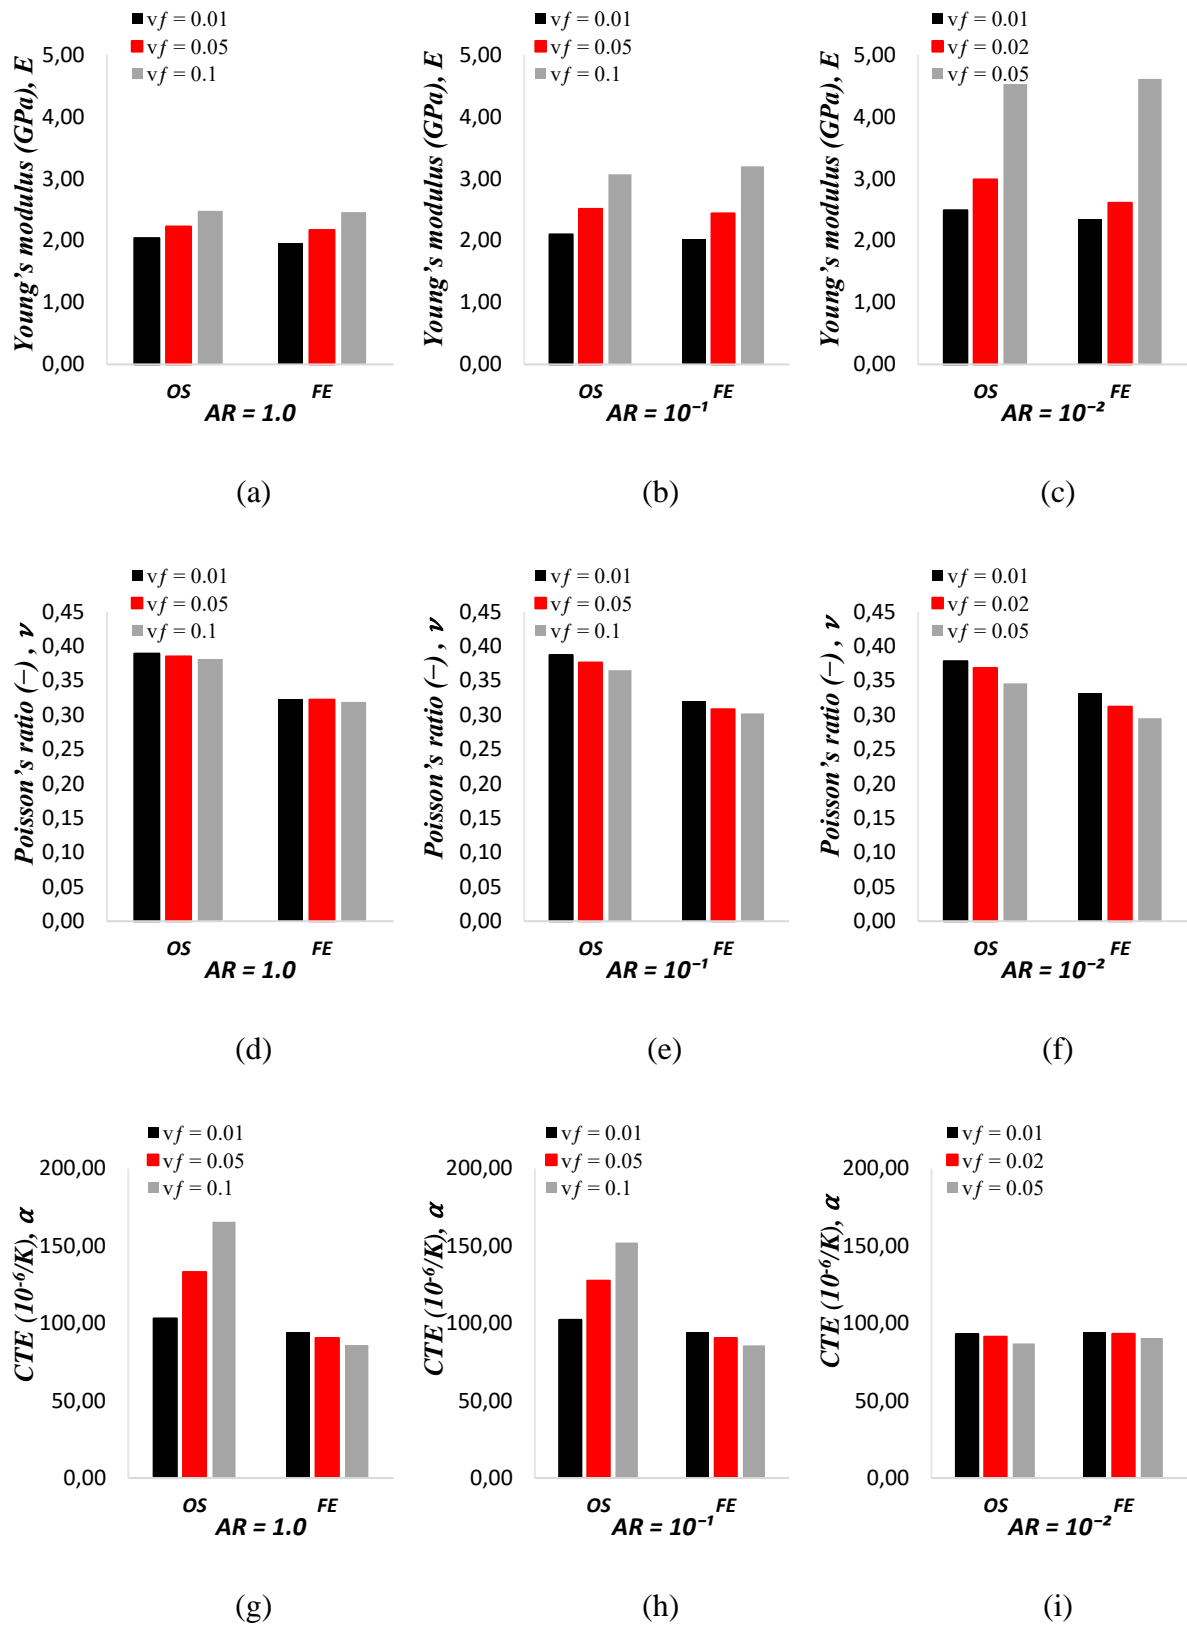 vf = 0.01
vf = 0.05
vf = 0.1
Young's modulus (GPa), E
5,00
4,00
3,00
2,00
1,00
0,00
OS FE
AR = 1.0
(a)
vf = 0.01
vf = 0.05
vf = 0.1
Young's modulus (GPa), E
5,00
4,00
3,00
2,00
1,00
0,00
OS FE
AR = 10⁻¹
(b)
vf = 0.01
vf = 0.02
vf = 0.05
Young's modulus (GPa), E
5,00
4,00
3,00
2,00
1,00
0,00
OS FE
AR = 10⁻²
(c)
vf = 0.01
vf = 0.05
vf = 0.1
Poisson's ratio (−) , ν
0,45
0,40
0,35
0,30
0,25
0,20
0,15
0,10
0,05
0,00
OS FE
AR = 1.0
(d)
vf = 0.01
vf = 0.05
vf = 0.1
Poisson's ratio (−) , ν
0,45
0,40
0,35
0,30
0,25
0,20
0,15
0,10
0,05
0,00
OS FE
AR = 10⁻¹
(e)
vf = 0.01
vf = 0.02
vf = 0.05
Poisson's ratio (−) , ν
0,45
0,40
0,35
0,30
0,25
0,20
0,15
0,10
0,05
0,00
OS FE
AR = 10⁻²
(f)
vf = 0.01
vf = 0.05
vf = 0.1
CTE (10⁻⁶/K), α
200,00
150,00
100,00
50,00
0,00
OS FE
AR = 1.0
(g)
vf = 0.01
vf = 0.05
vf = 0.1
CTE (10⁻⁶/K), α
200,00
150,00
100,00
50,00
0,00
OS FE
AR = 10⁻¹
(h)
vf = 0.01
vf = 0.02
vf = 0.05
CTE (10⁻⁶/K), α
200,00
150,00
100,00
50,00
0,00
OS FE
AR = 10⁻²
(i)